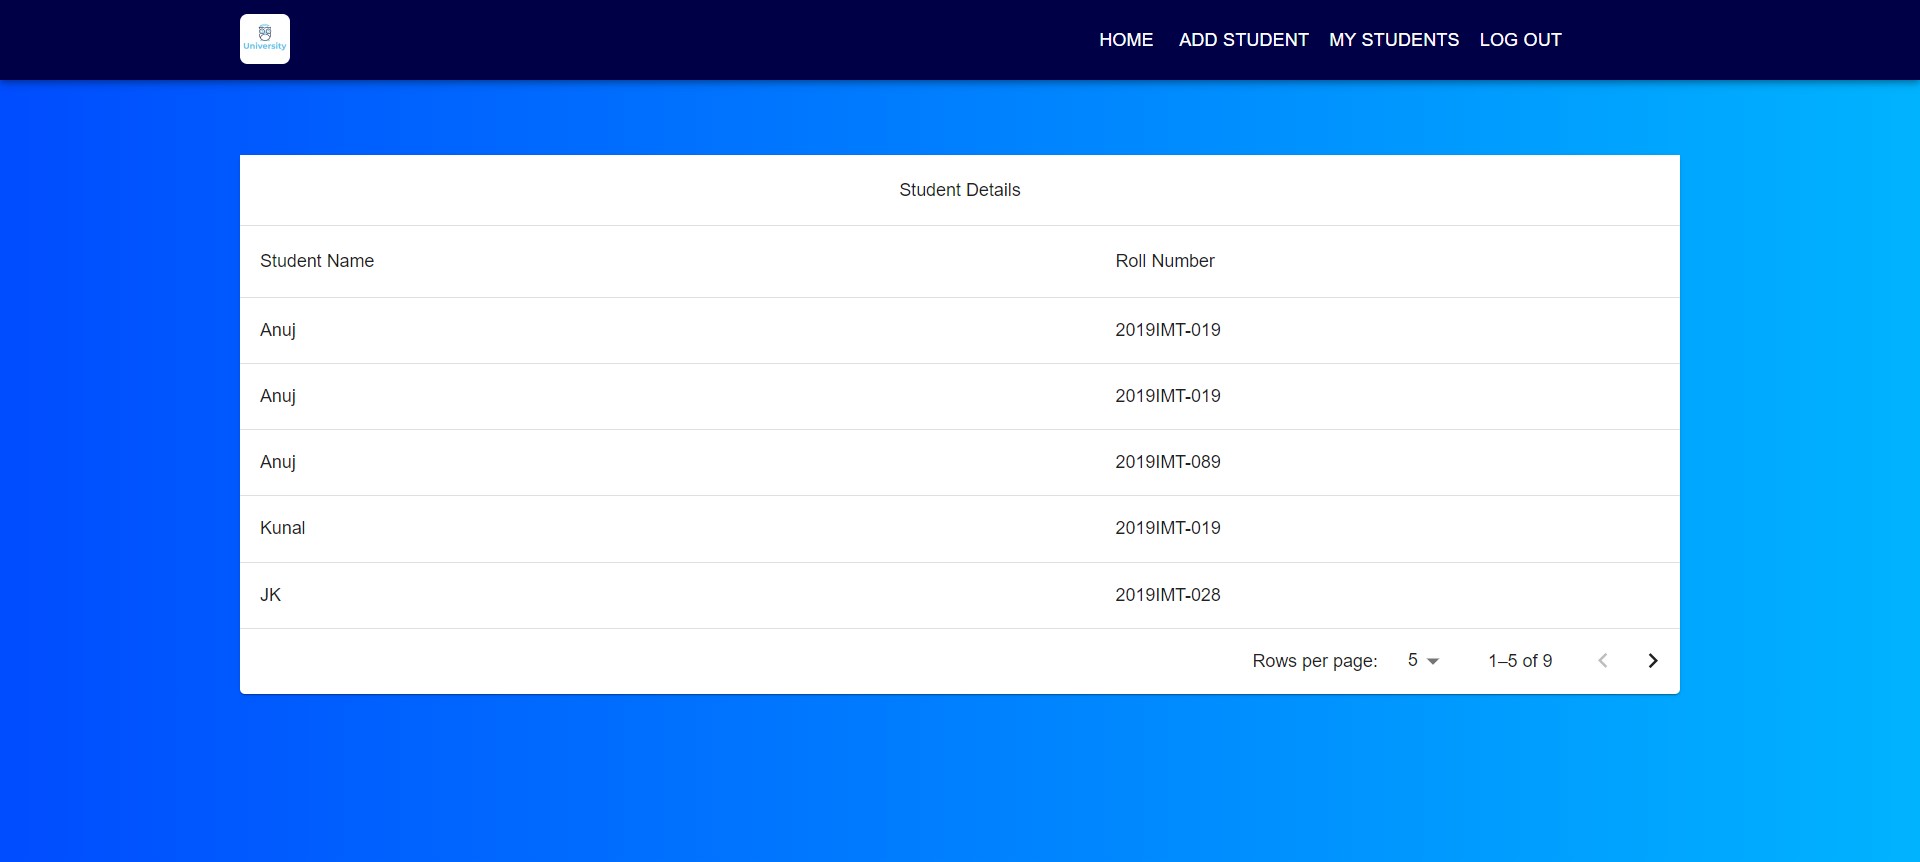 University
HOME ADD STUDENT MY STUDENTS LOG OUT
Student Details
Student Name Roll Number
Anuj 2019IMT-019
Anuj 2019IMT-019
Anuj 2019IMT-089
Kunal 2019IMT-019
JK 2019IMT-028
Rows per page: 5 1–5 of 9